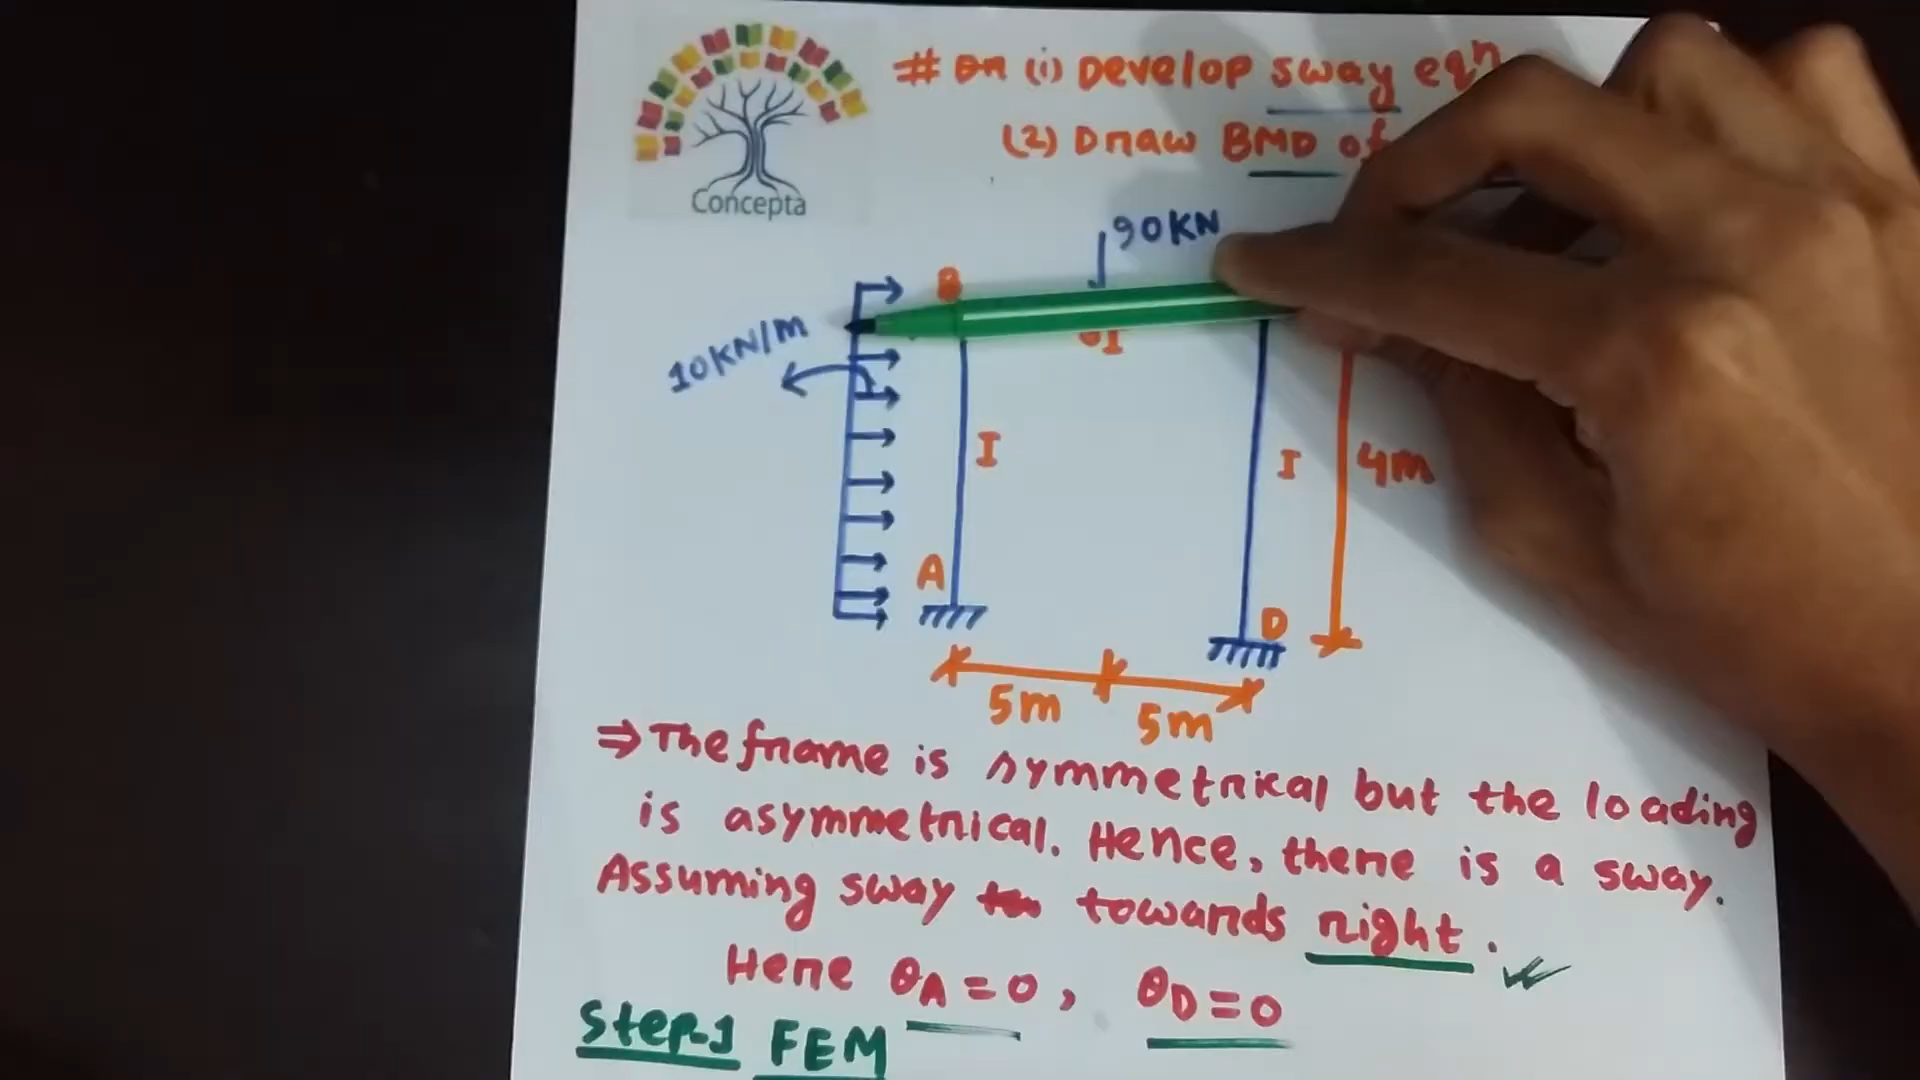 Concepta
# (i) Develop sway eqn
(2) Draw BMD of
90KN
B
10KN/m
I
I
4m
A
D
5m
5m
⇒ The frame is symmetrical but the loading
is asymmetrical. Hence, there is a sway.
Assuming sway towards right.
Here θA=0, θD=0
Step-1 FEM